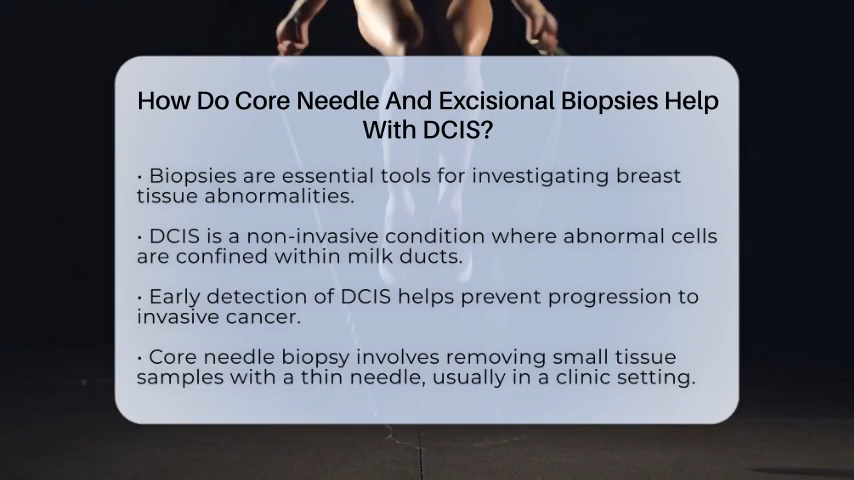 How Do Core Needle And Excisional Biopsies Help
With DCIS?
• Biopsies are essential tools for investigating breast
tissue abnormalities.
• DCIS is a non-invasive condition where abnormal cells
are confined within milk ducts.
• Early detection of DCIS helps prevent progression to
invasive cancer.
• Core needle biopsy involves removing small tissue
samples with a thin needle, usually in a clinic setting.